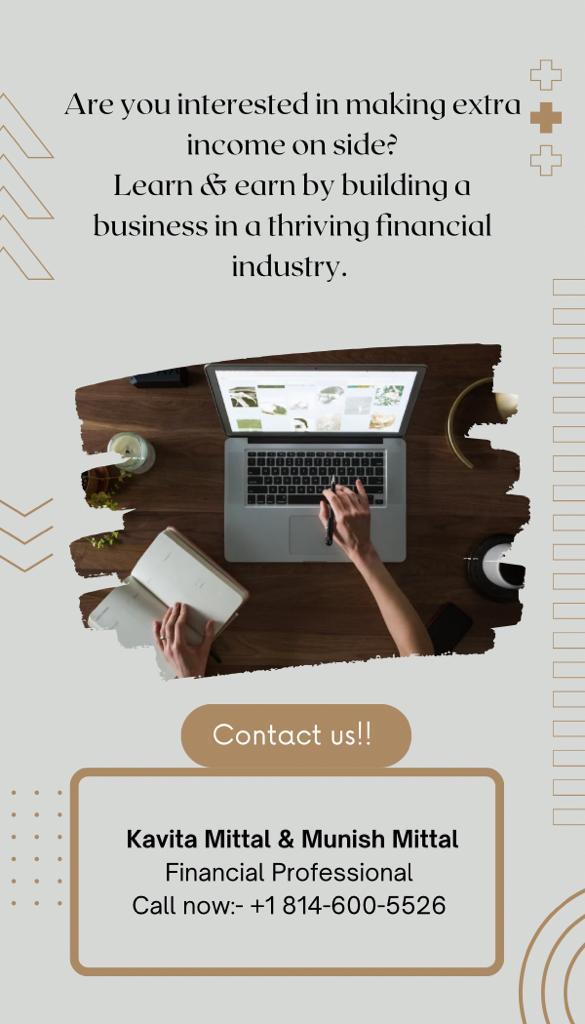 Are you interested in making extra
income on side?
Learn & earn by building a
business in a thriving financial
industry.
Contact us!!
Kavita Mittal & Munish Mittal
Financial Professional
Call now:- +1 814-600-5526